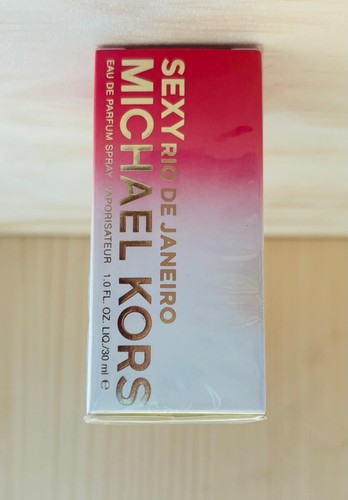 SEXY RIO DE JANEIRO
MICHAEL KORS
EAU DE PARFUM SPRAY VAPORISATEUR 1.0 FL. OZ. LIQ./30 ml ℮